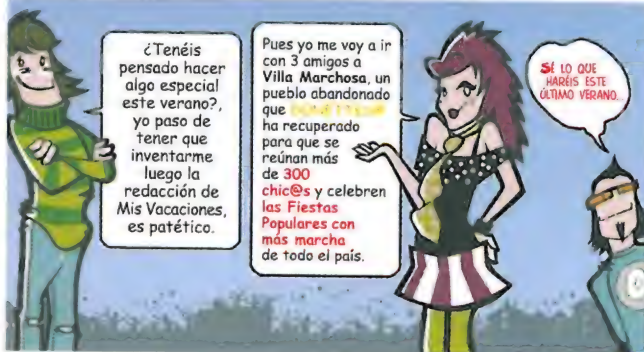 ¿Tenéis
pensado hacer
algo especial
este verano?,
yo paso de
tener que
inventarme
luego la
redacción de
Mis Vacaciones,
es patético.
Pues yo me voy a ir
con 3 amigos a
Villa Marchosa, un
pueblo abandonado
que
ha recuperado
para que se
reúnan más
de 300
chic@s y celebren
las Fiestas
Populares con
más marcha
de todo el país.
SÉ LO QUE
HARÉIS ESTE
ÚLTIMO VERANO...